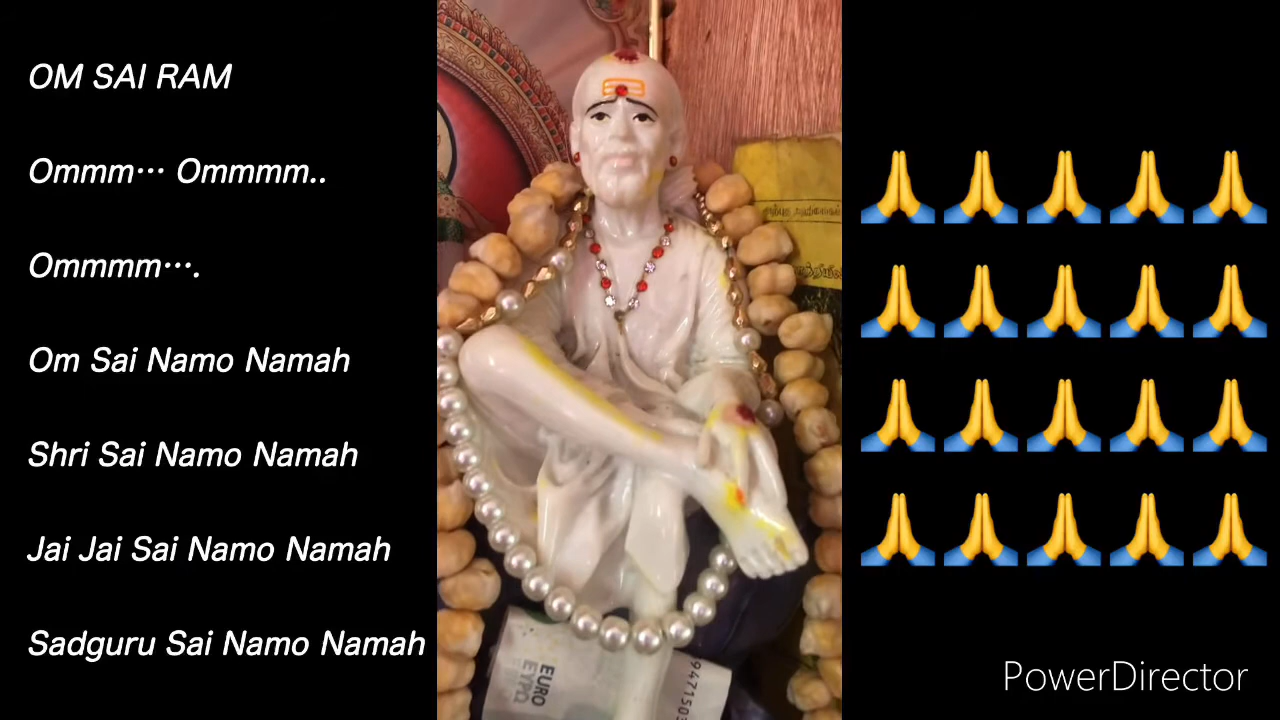 OM SAI RAM
Ommm··· Ommmm..
Ommmm···.
Om Sai Namo Namah
Shri Sai Namo Namah
Jai Jai Sai Namo Namah
Sadguru Sai Namo Namah
EURO
ΕΥΡΩ
PowerDirector